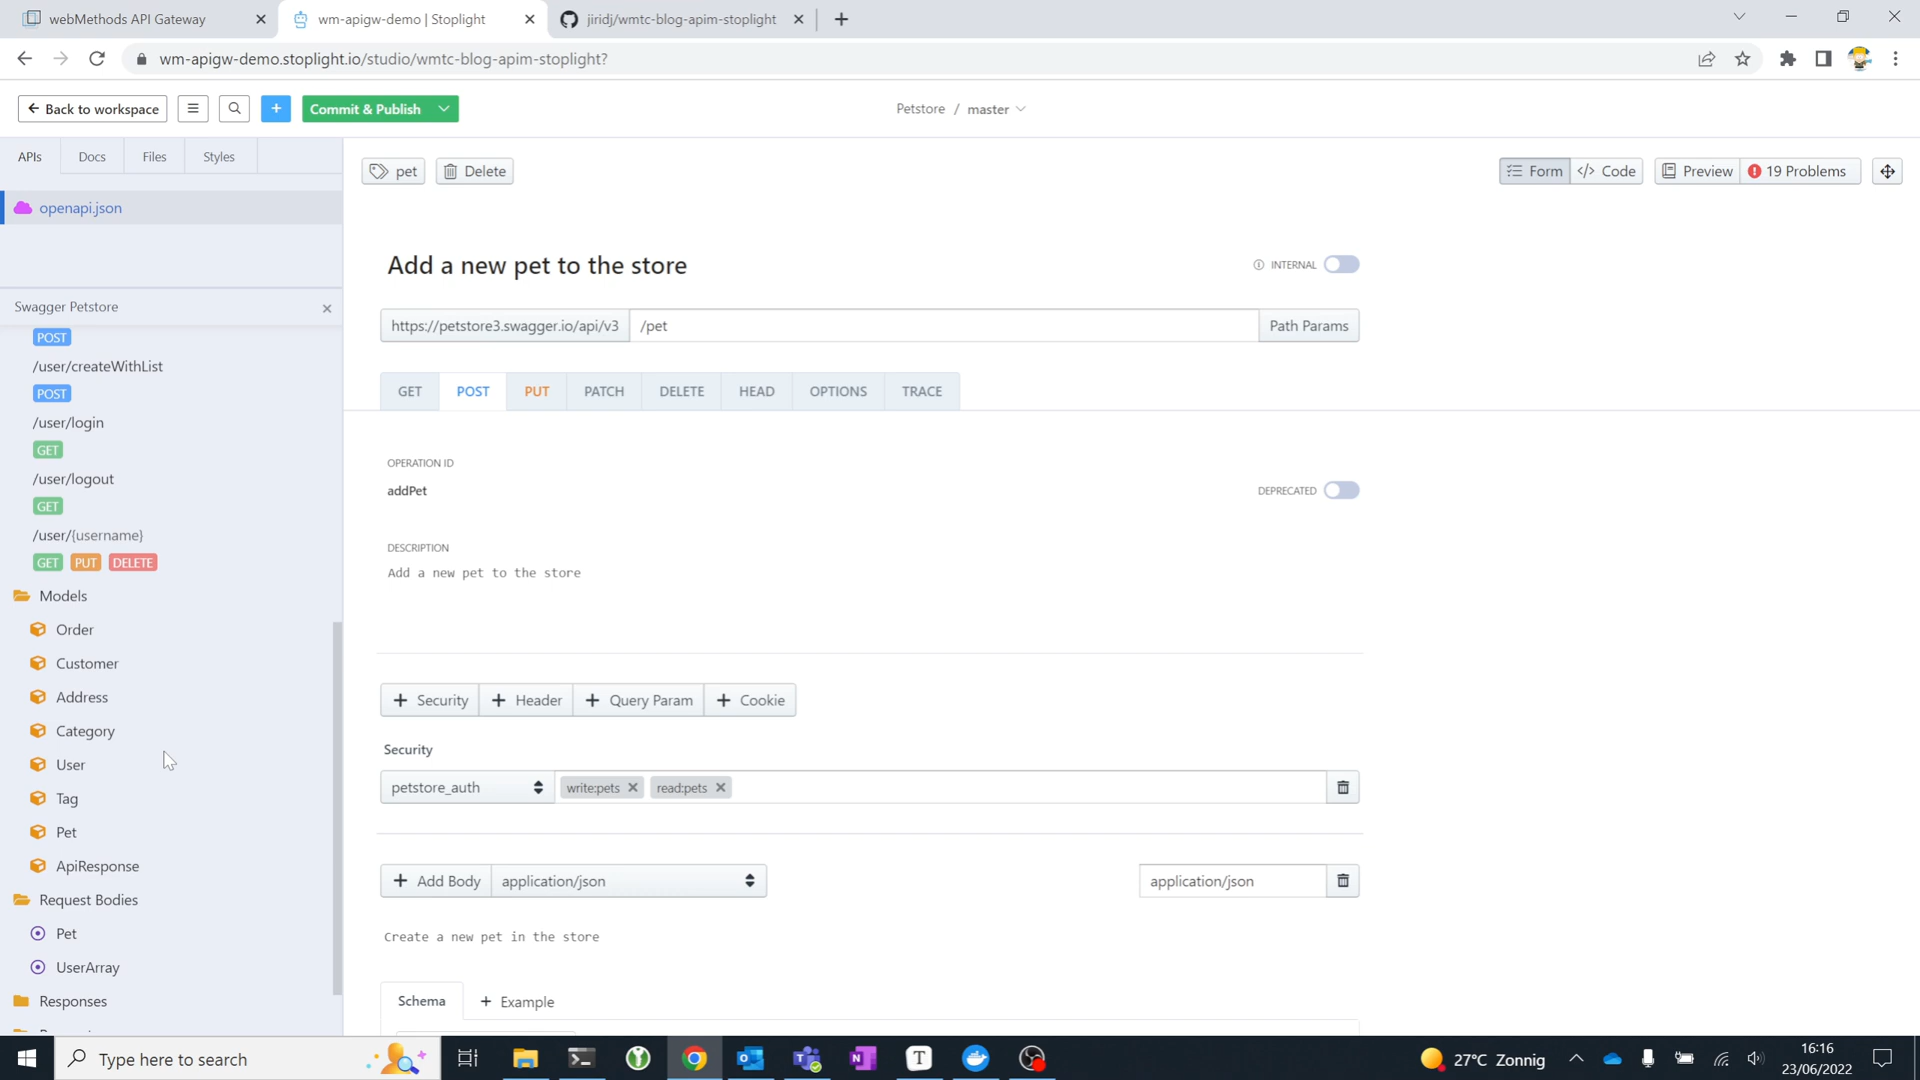 webMethods API Gateway
wm-apigw-demo | Stoplight
jiridj/wmtc-blog-apim-stoplight
wm-apigw-demo.stoplight.io/studio/wmtc-blog-apim-stoplight?
Back to workspace
Commit & Publish
Petstore / master
APIs
Docs
Files
Styles
openapi.json
Swagger Petstore
POST
/user/createWithList
POST
/user/login
GET
/user/logout
GET
/user/{username}
GET PUT DELETE
Models
Order
Customer
Address
Category
User
Tag
Pet
ApiResponse
Request Bodies
Pet
UserArray
Responses
pet
Delete
Form
</> Code
Preview
19 Problems
Add a new pet to the store
INTERNAL
https://petstore3.swagger.io/api/v3
/pet
Path Params
GET
POST
PUT
PATCH
DELETE
HEAD
OPTIONS
TRACE
OPERATION ID
addPet
DEPRECATED
DESCRIPTION
Add a new pet to the store
+ Security
+ Header
+ Query Param
+ Cookie
Security
petstore_auth
write:pets
read:pets
+ Add Body
application/json
application/json
Create a new pet in the store
Schema
+ Example
Type here to search
27°C Zonnig
16:16
23/06/2022